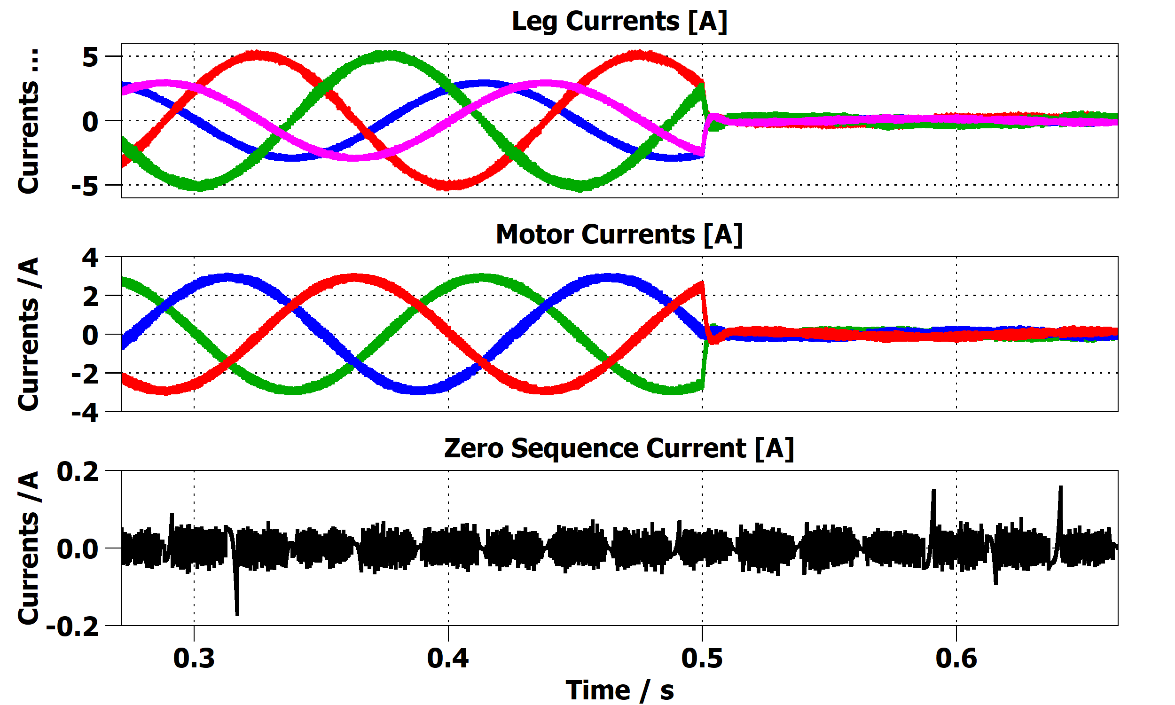 Leg Currents [A]
Currents ...
5
0
-5
Motor Currents [A]
Currents /A
4
2
0
-2
-4
Zero Sequence Current [A]
Currents /A
0.2
0.0
-0.2
0.3 0.4 0.5 0.6
Time / s